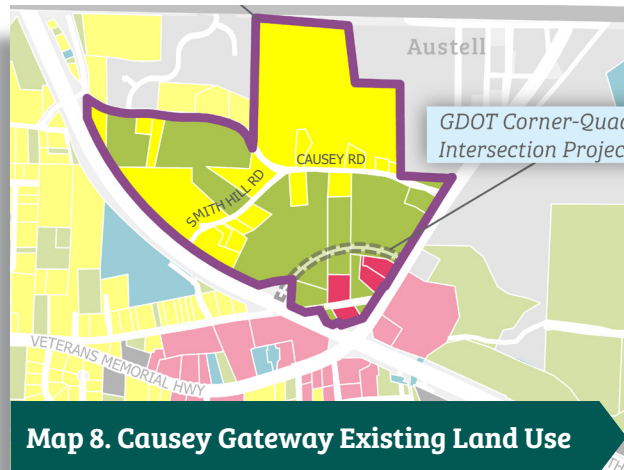 Austell
GDOT Corner-Quad
Intersection Projec
CAUSEY RD
SMITH HILL RD
VETERANS MEMORIAL HWY
Map 8. Causey Gateway Existing Land Use